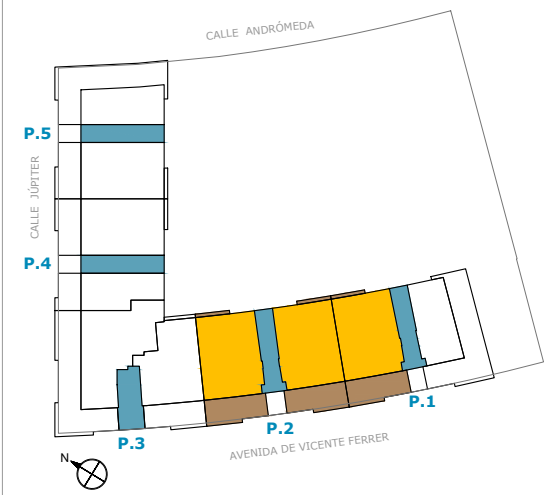 CALLE ANDRÓMEDA
P.5
CALLE JÚPITER
P.4
P.1
P.2
P.3
AVENIDA DE VICENTE FERRER
N